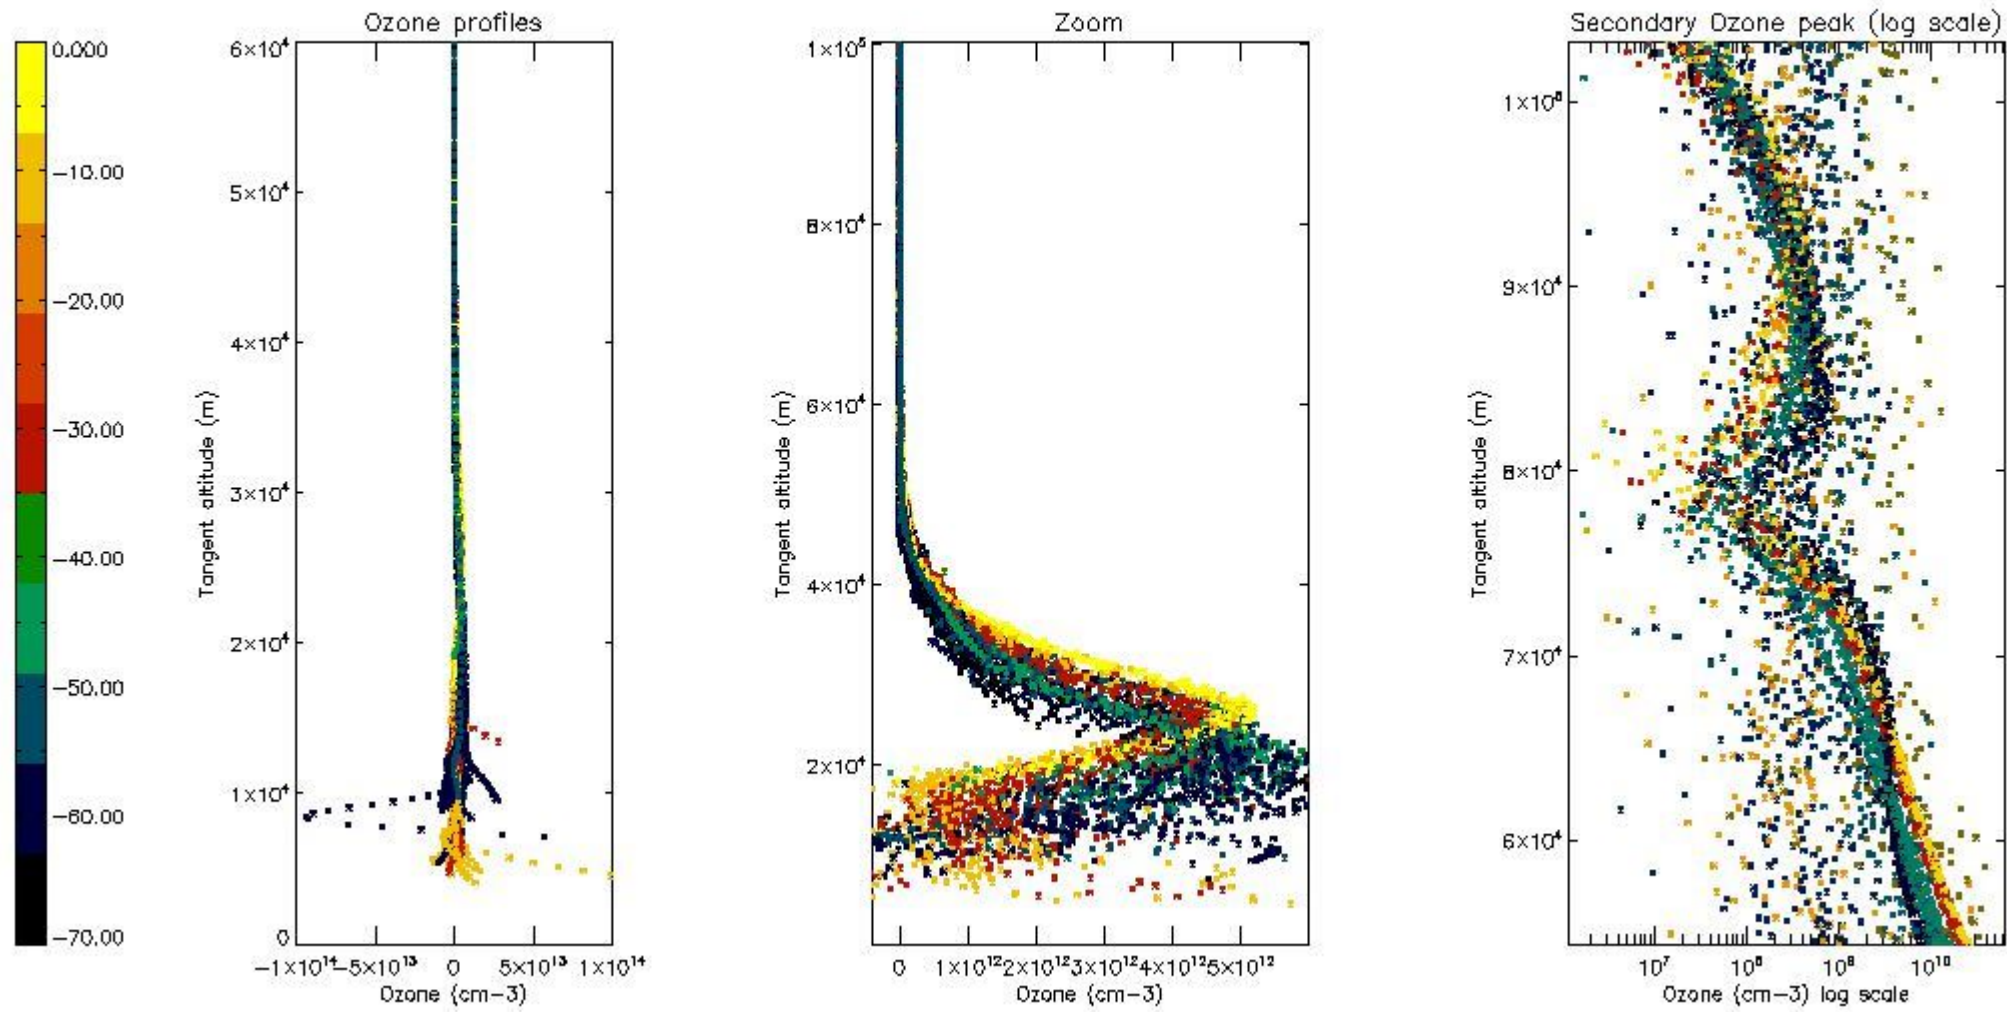 Ozone profiles
Zoom
Secondary Ozone peak (log scale)
0.000
-10.00
-20.00
-30.00
-40.00
-50.00
-60.00
-70.00
6×10⁴
5×10⁴
4×10⁴
3×10⁴
2×10⁴
1×10⁴
0
Tangent altitude (m)
-1×10¹⁴ -5×10¹³ 0 5×10¹³ 1×10¹⁴
Ozone (cm-3)
1×10⁵
8×10⁴
6×10⁴
4×10⁴
2×10⁴
Tangent altitude (m)
0 1×10¹² 2×10¹² 3×10¹² 4×10¹² 5×10¹²
Ozone (cm-3)
1×10⁵
9×10⁴
8×10⁴
7×10⁴
6×10⁴
Tangent altitude (m)
10⁷ 10⁸ 10⁹ 10¹⁰
Ozone (cm-3) log scale